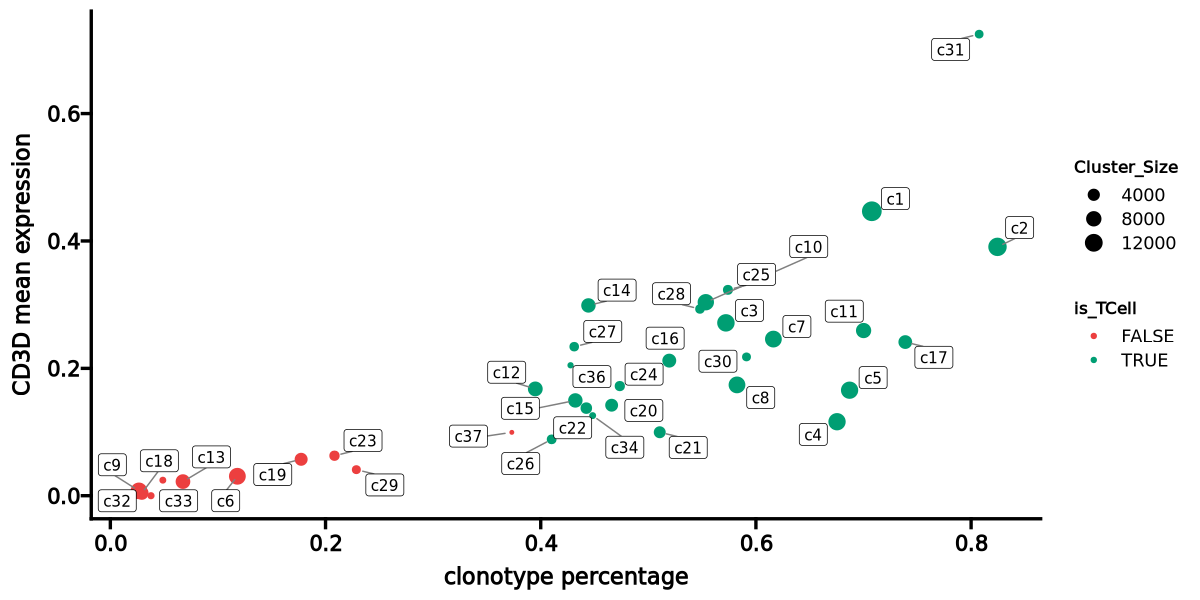 c31
0.6
c1
c2
0.4
c10
c25
c14
c28
c3
c11
c7
c27
c16
c17
c30
0.2
c12
c36
c24
c5
c8
c15
c20
c22
c4
c37
c34
c21
c23
c26
c9
c18
c13
c19
c29
0.0
c32
c33
c6
0.0
0.2
0.4
0.6
0.8
clonotype percentage
CD3D mean expression
Cluster_Size
4000
8000
12000
is_TCell
FALSE
TRUE